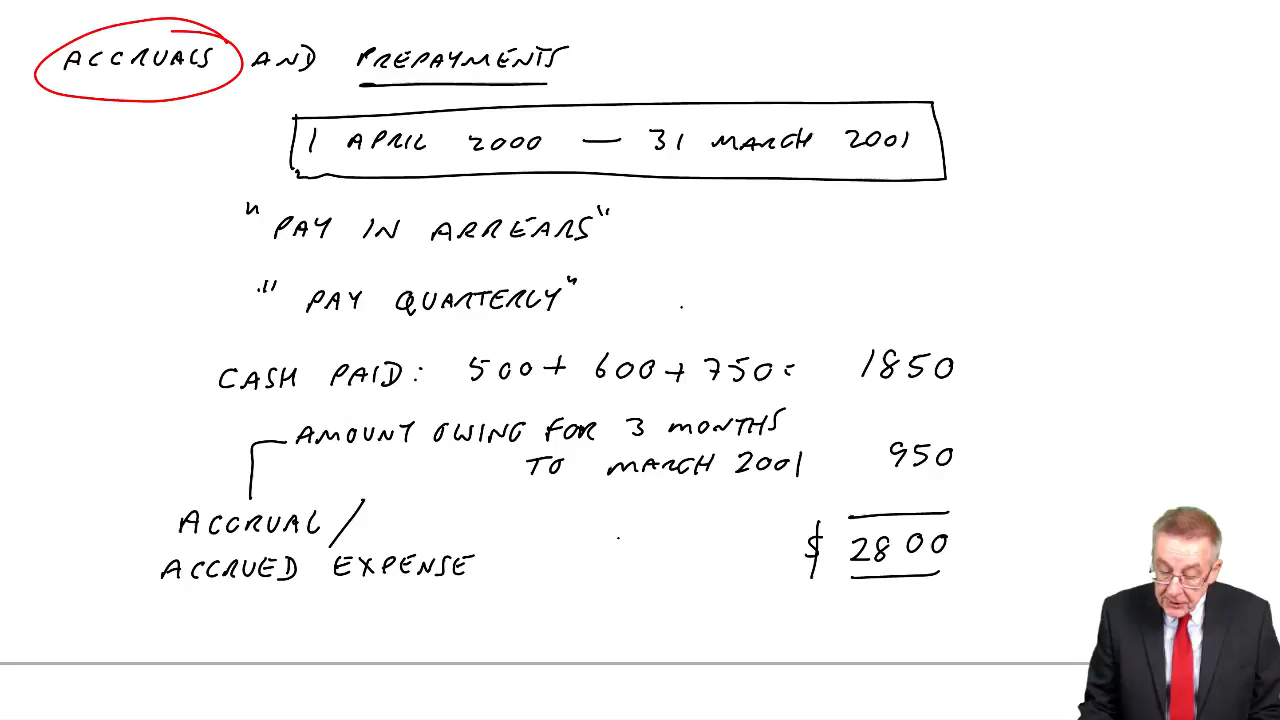 ACCRUALS AND PREPAYMENTS
1 APRIL 2000 — 31 MARCH 2001
"PAY IN ARREARS"
"PAY QUARTERLY"
CASH PAID: 500 + 600 + 750 = 1850
AMOUNT OWING FOR 3 MONTHS
TO MARCH 2001 950
ACCRUAL /
ACCRUED EXPENSE $ 2800